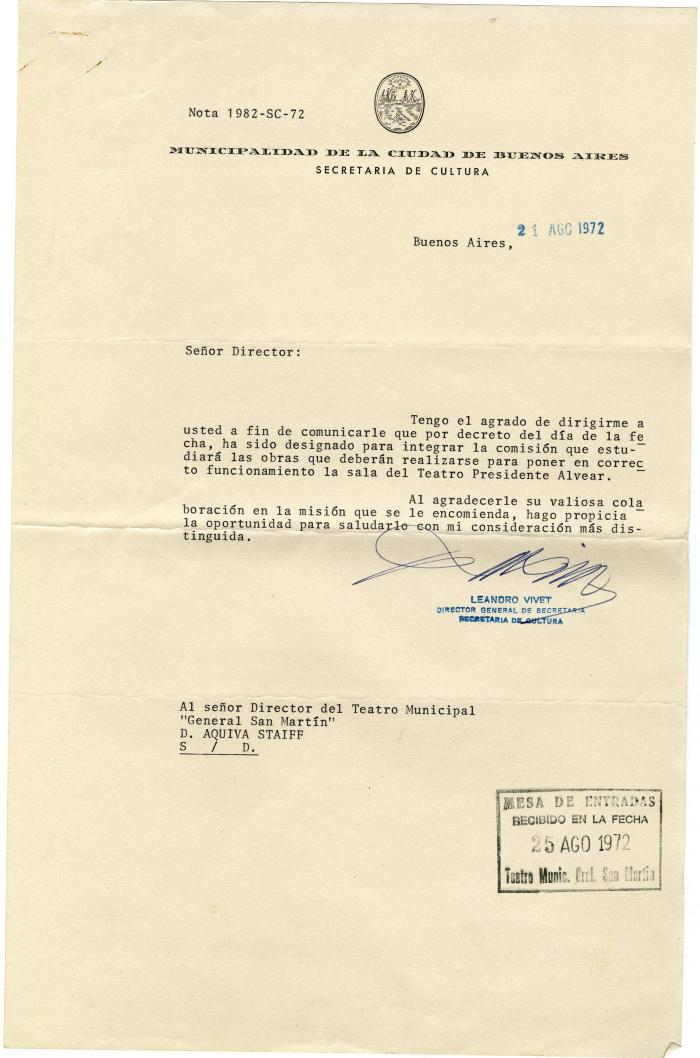 Nota 1982-SC-72
MUNICIPALIDAD DE LA CIUDAD DE BUENOS AIRES
SECRETARIA DE CULTURA
21 AGO 1972
Buenos Aires,
Señor Director:
Tengo el agrado de dirigirme a
usted a fin de comunicarle que por decreto del día de la fe
cha, ha sido designado para integrar la comisión que estu-
diará las obras que deberán realizarse para poner en correc
to funcionamiento la sala del Teatro Presidente Alvear.
Al agradecerle su valiosa cola
boración en la misión que se le encomienda, hago propicia
la oportunidad para saludarlo con mi consideración más dis-
tinguida.
LEANDRO VIVET
DIRECTOR GENERAL DE SECRETARIA
SECRETARIA DE CULTURA
Al señor Director del Teatro Municipal
"General San Martín"
D. AQUIVA STAIFF
S / D.
MESA DE ENTRADAS
RECIBIDO EN LA FECHA
25 AGO 1972
Teatro Munic. Gral. San Martin